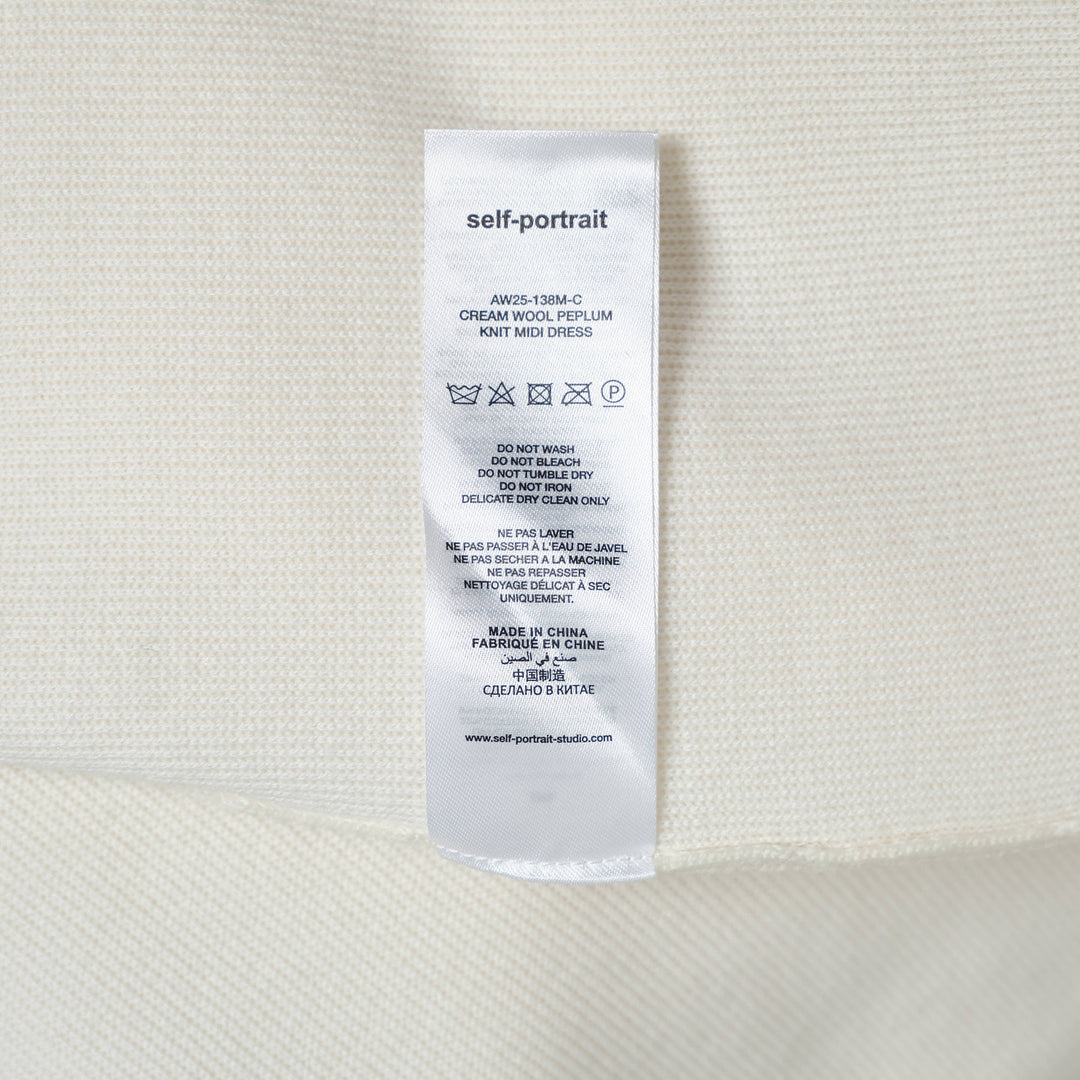 self-portrait
AW25-138M-C
CREAM WOOL PEPLUM
KNIT MIDI DRESS
P
DO NOT WASH
DO NOT BLEACH
DO NOT TUMBLE DRY
DO NOT IRON
DELICATE DRY CLEAN ONLY
NE PAS LAVER
NE PAS PASSER À L'EAU DE JAVEL
NE PAS SECHER A LA MACHINE
NE PAS REPASSER
NETTOYAGE DÉLICAT À SEC
UNIQUEMENT.
MADE IN CHINA
FABRIQUÉ EN CHINE
صنع في الصين
中国制造
СДЕЛАНО В КИТАЕ
www.self-portrait-studio.com